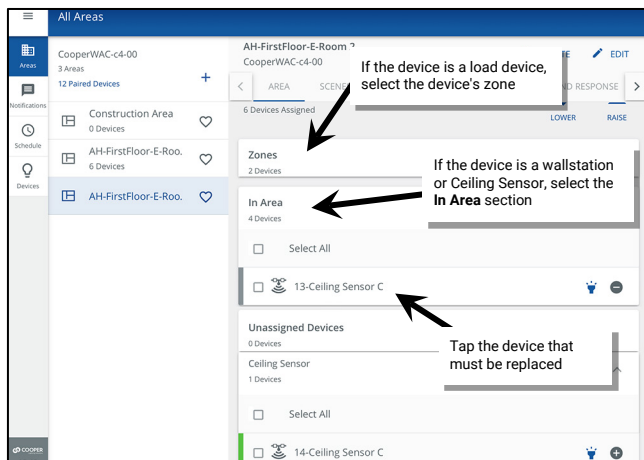 All Areas
Areas
Notifications
Schedule
Devices
COOPER
CooperWAC-c4-00
3 Areas
12 Paired Devices
+
Construction Area
0 Devices
AH-FirstFloor-E-Roo.
6 Devices
AH-FirstFloor-E-Roo.
AH-FirstFloor-E-Room 2
CooperWAC-c4-00
EDIT
AREA
SCENE
RESPONSE
6 Devices Assigned
LOWER
RAISE
If the device is a load device,
select the device's zone
Zones
2 Devices
If the device is a wallstation
or Ceiling Sensor, select the
In Area section
In Area
4 Devices
Select All
13-Ceiling Sensor C
Tap the device that
must be replaced
Unassigned Devices
0 Devices
Ceiling Sensor
1 Devices
Select All
14-Ceiling Sensor C